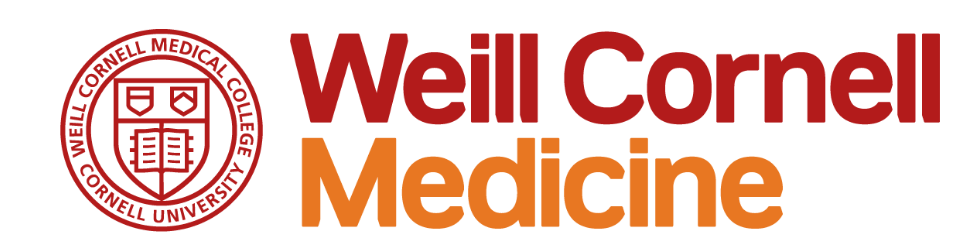 WEILL CORNELL MEDICAL COLLEGE
CORNELL UNIVERSITY
Weill Cornell
Medicine